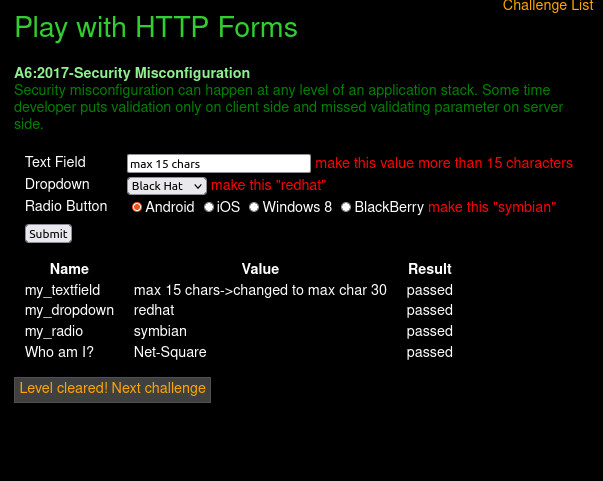 Challenge List
Play with HTTP Forms
A6:2017-Security Misconfiguration
Security misconfiguration can happen at any level of an application stack. Some time
developer puts validation only on client side and missed validating parameter on server
side.
Text Field max 15 chars make this value more than 15 characters
Dropdown Black Hat make this "redhat"
Radio Button Android iOS Windows 8 BlackBerry make this "symbian"
Submit
Name Value Result
my_textfield max 15 chars->changed to max char 30 passed
my_dropdown redhat passed
my_radio symbian passed
Who am I? Net-Square passed
Level cleared! Next challenge